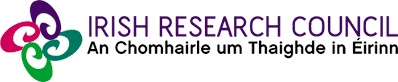 IRISH RESEARCH COUNCIL
An Chomhairle um Thaighde in Éirinn